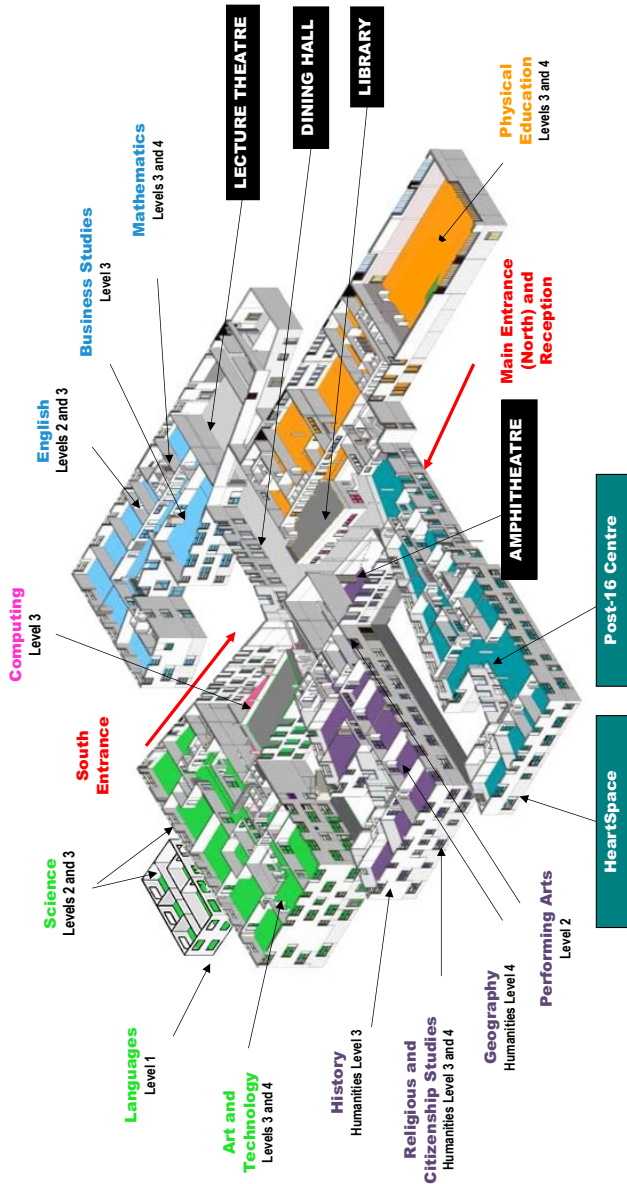 Languages
Level 1
Science
Levels 2 and 3
South
Entrance
Computing
Level 3
English
Levels 2 and 3
Business Studies
Level 3
Mathematics
Levels 3 and 4
LECTURE THEATRE
DINING HALL
LIBRARY
Physical
Education
Levels 3 and 4
Main Entrance
(North) and
Reception
AMPHITHEATRE
Post-16 Centre
HeartSpace
Art and
Technology
Levels 3 and 4
History
Humanities Level 3
Religious and
Citizenship Studies
Humanities Level 3 and 4
Geography
Humanities Level 4
Performing Arts
Level 2